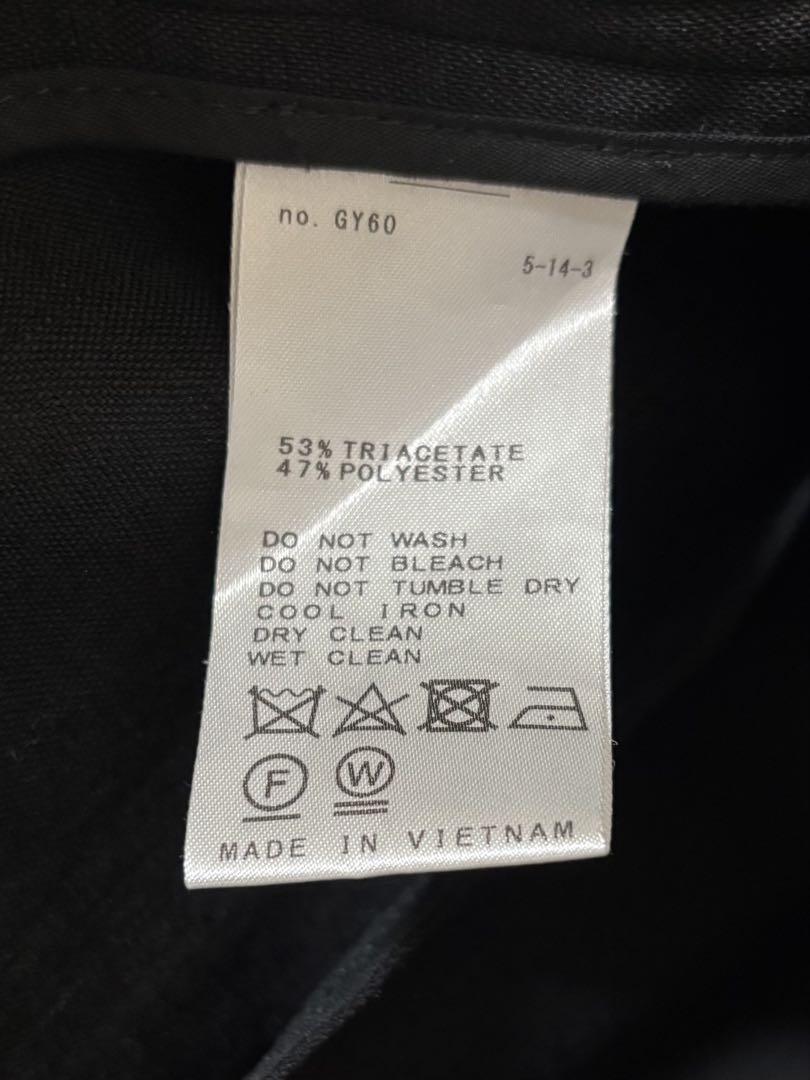 no. GY60
5-14-3
53% TRIACETATE
47% POLYESTER
DO NOT WASH
DO NOT BLEACH
DO NOT TUMBLE DRY
COOL IRON
DRY CLEAN
WET CLEAN
F W
MADE IN VIETNAM